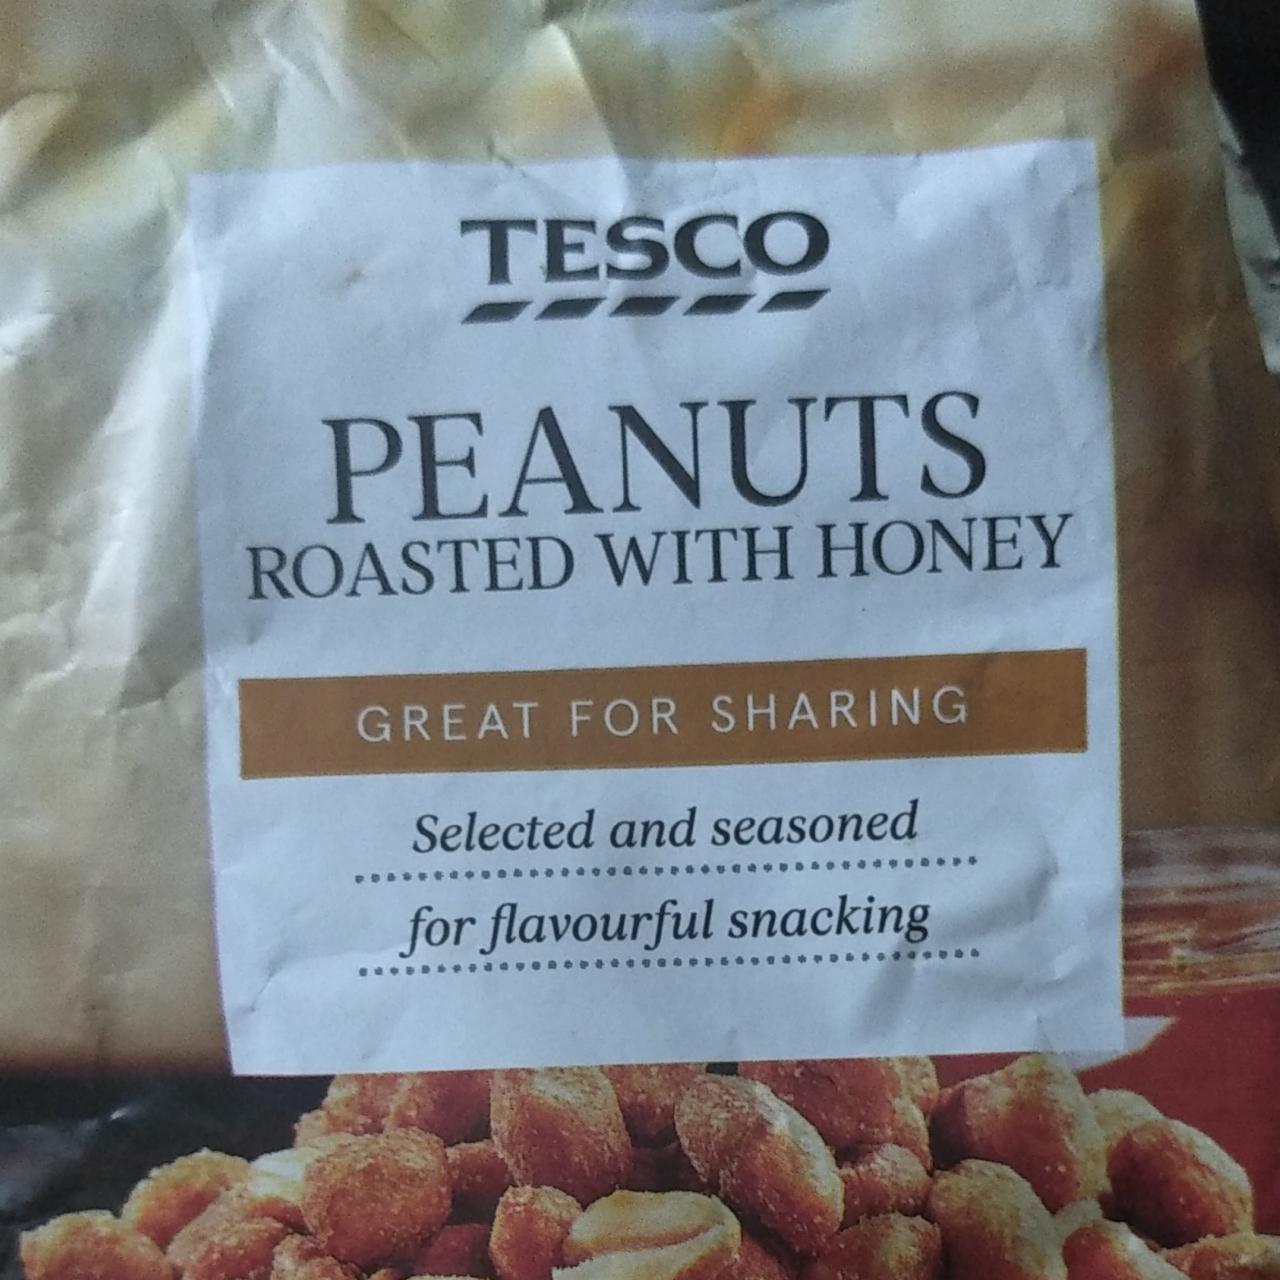 TESCO
PEANUTS
ROASTED WITH HONEY
GREAT FOR SHARING
Selected and seasoned
for flavourful snacking